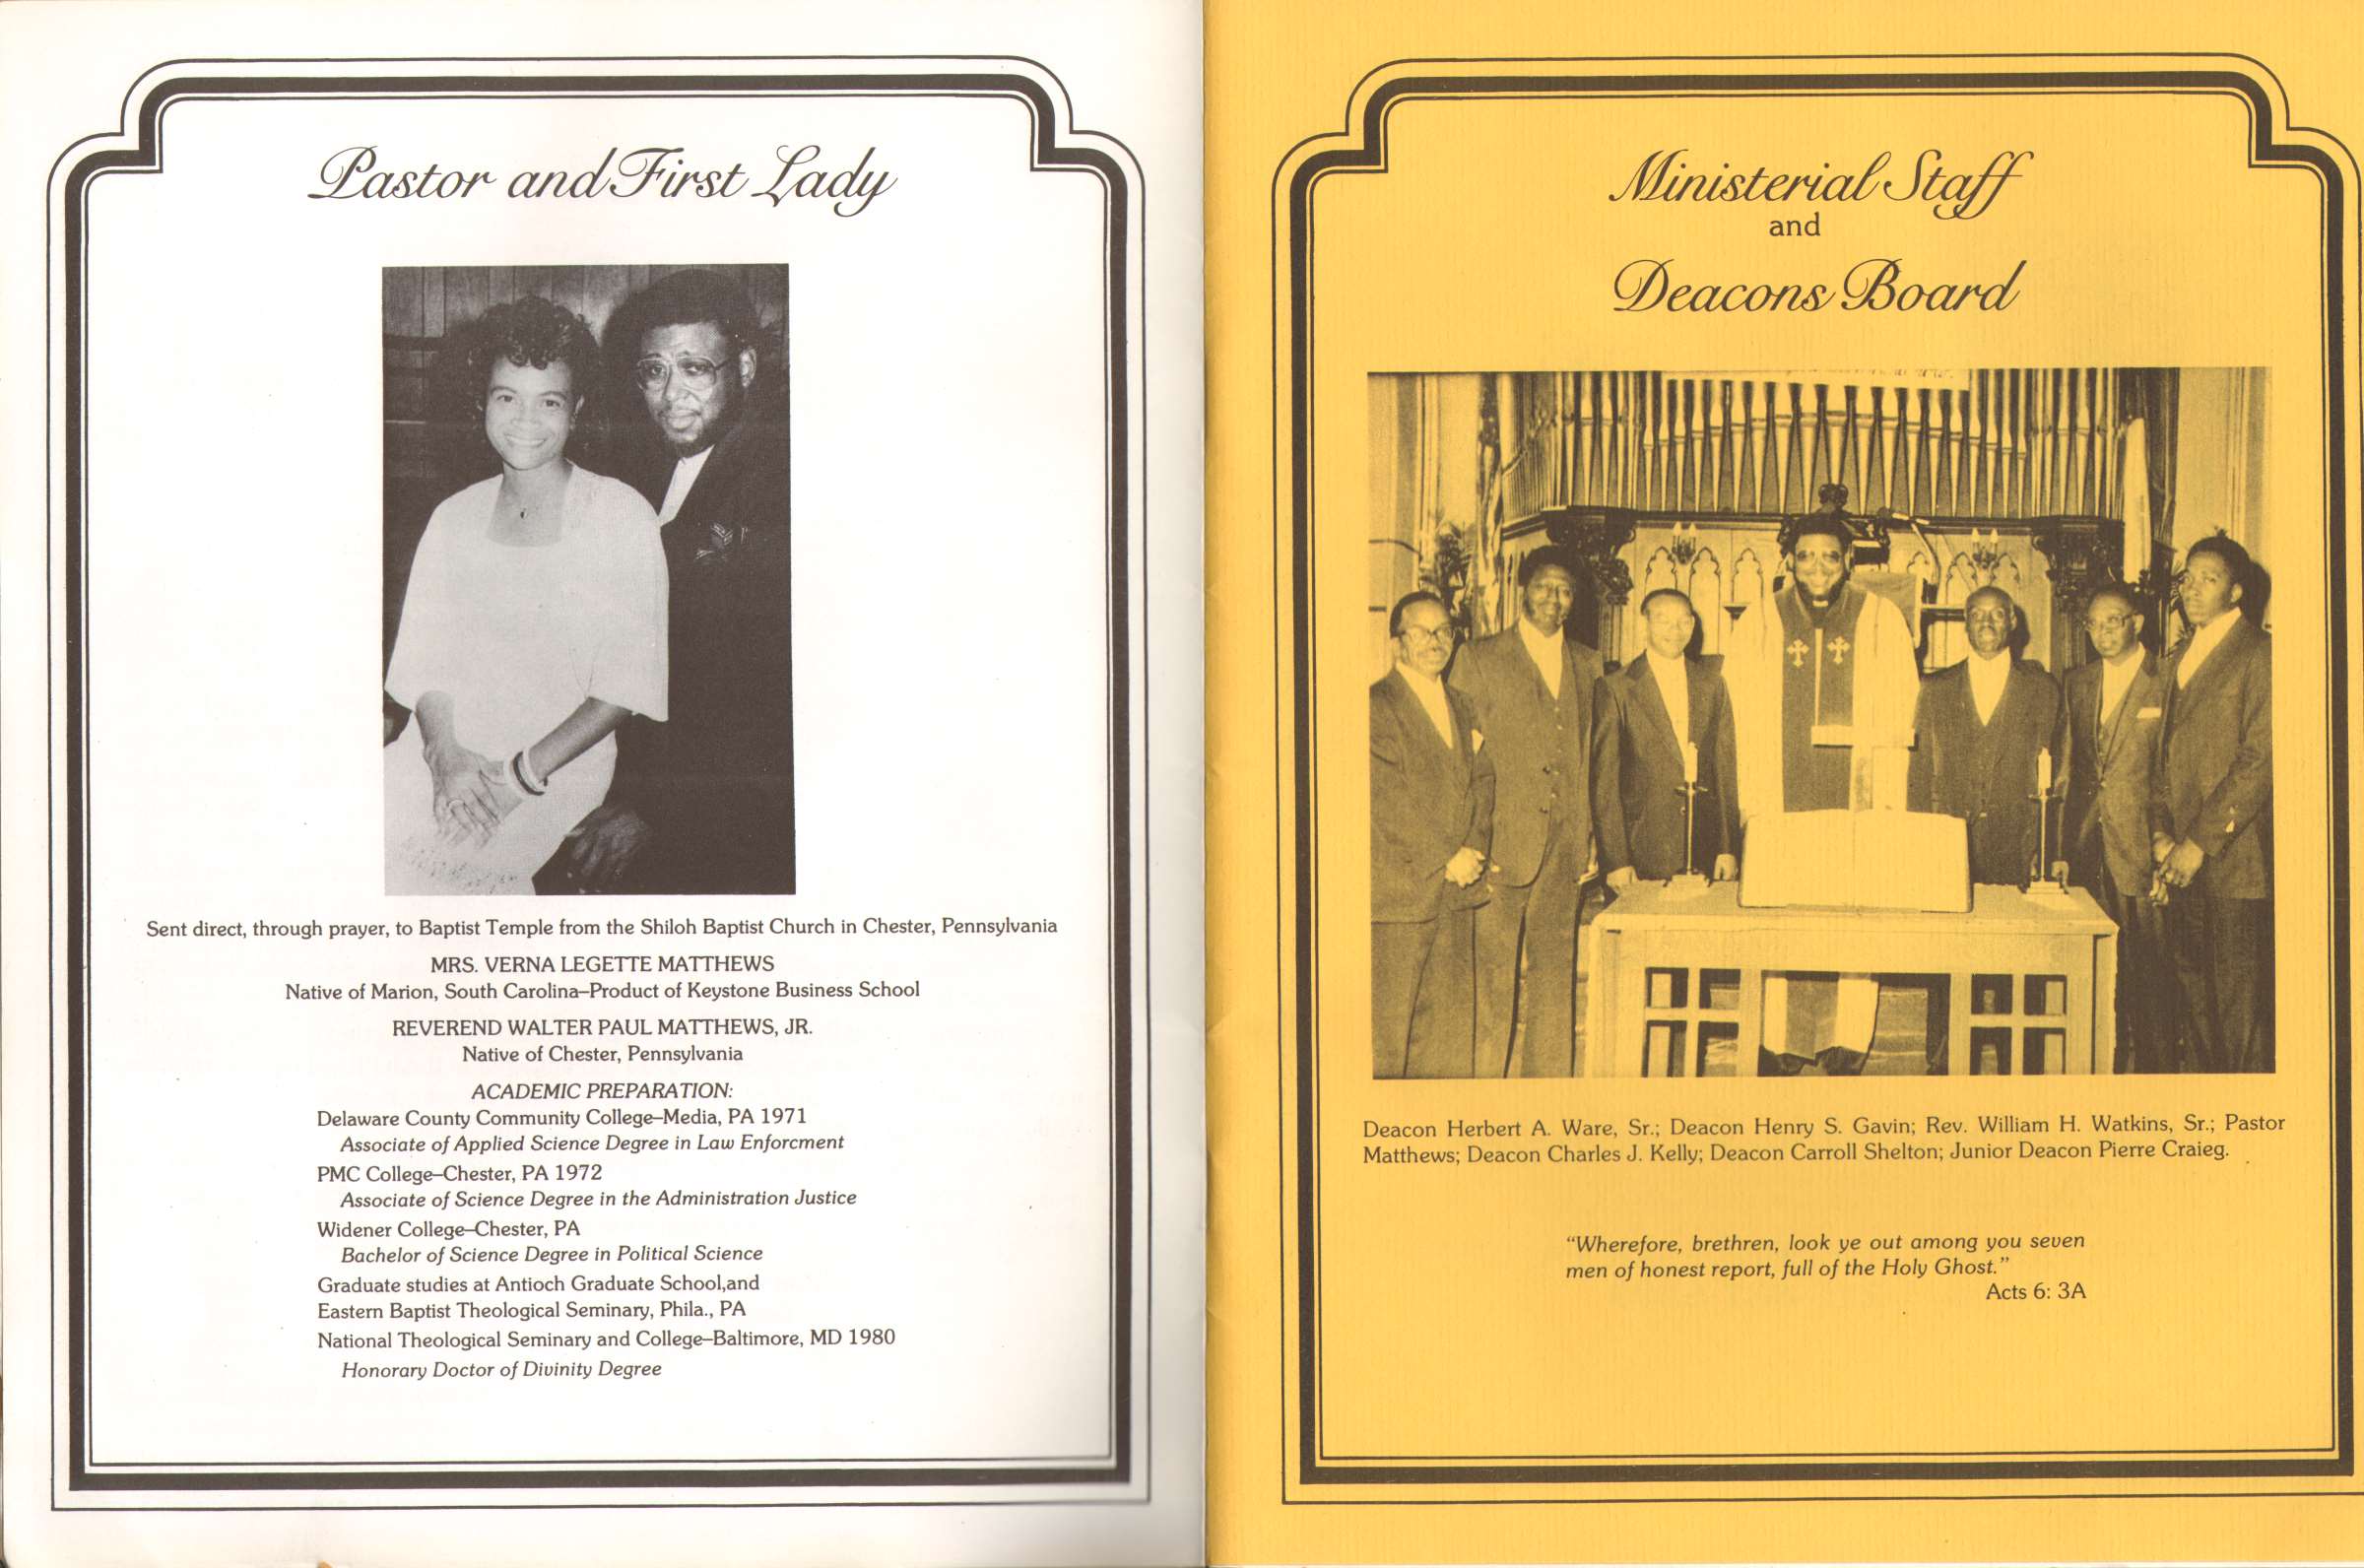 Pastor and First Lady
Sent direct, through prayer, to Baptist Temple from the Shiloh Baptist Church in Chester, Pennsylvania
MRS. VERNA LEGETTE MATTHEWS
Native of Marion, South Carolina–Product of Keystone Business School
REVEREND WALTER PAUL MATTHEWS, JR.
Native of Chester, Pennsylvania
ACADEMIC PREPARATION:
Delaware County Community College–Media, PA 1971
Associate of Applied Science Degree in Law Enforcment
PMC College–Chester, PA 1972
Associate of Science Degree in the Administration Justice
Widener College–Chester, PA
Bachelor of Science Degree in Political Science
Graduate studies at Antioch Graduate School,and
Eastern Baptist Theological Seminary, Phila., PA
National Theological Seminary and College–Baltimore, MD 1980
Honorary Doctor of Divinity Degree
Ministerial Staff
and
Deacons Board
Deacon Herbert A. Ware, Sr.; Deacon Henry S. Gavin; Rev. William H. Watkins, Sr.; Pastor
Matthews; Deacon Charles J. Kelly; Deacon Carroll Shelton; Junior Deacon Pierre Craieg.
“Wherefore, brethren, look ye out among you seven
men of honest report, full of the Holy Ghost.”
Acts 6: 3A